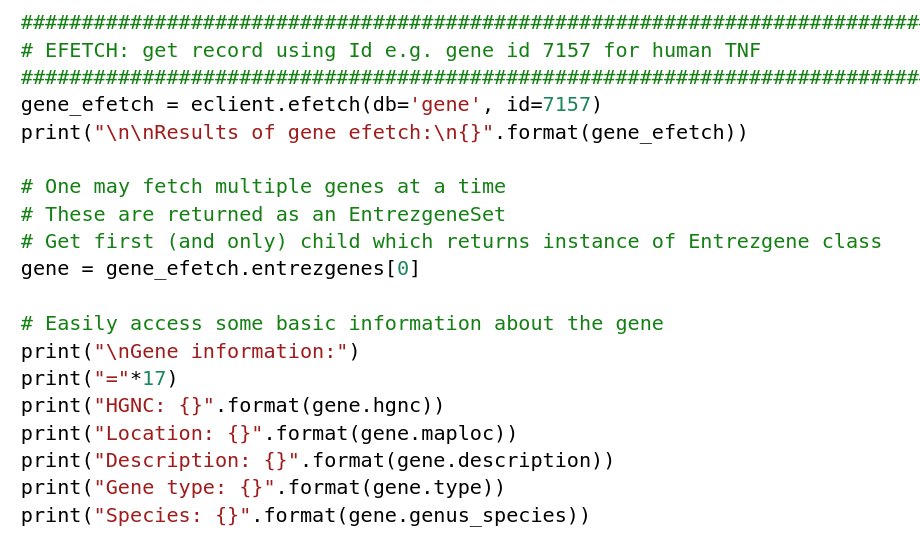 ##########################################################################
# EFETCH: get record using Id e.g. gene id 7157 for human TNF
##########################################################################
gene_efetch = eclient.efetch(db='gene', id=7157)
print("\n\nResults of gene efetch:\n{}".format(gene_efetch))
# One may fetch multiple genes at a time
# These are returned as an EntrezgeneSet
# Get first (and only) child which returns instance of Entrezgene class
gene = gene_efetch.entrezgenes[0]
# Easily access some basic information about the gene
print("\nGene information:")
print("="*17)
print("HGNC: {}".format(gene.hgnc))
print("Location: {}".format(gene.maploc))
print("Description: {}".format(gene.description))
print("Gene type: {}".format(gene.type))
print("Species: {}".format(gene.genus_species))